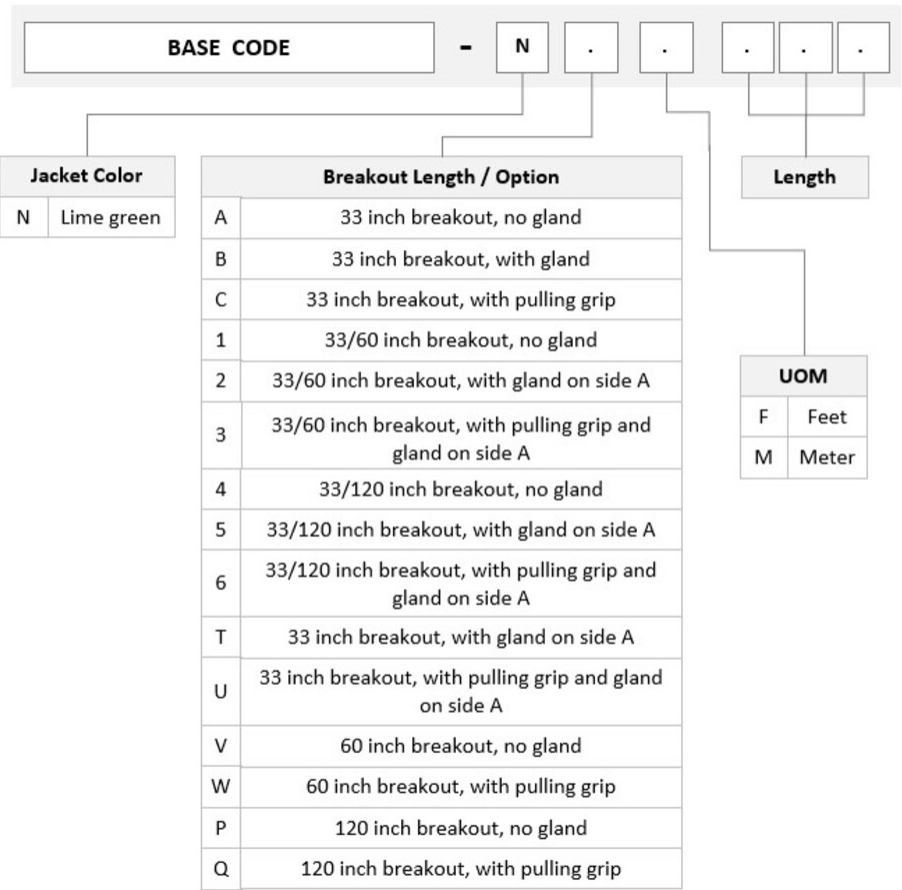 BASE CODE - N . . . . .
Jacket Color
N Lime green
Breakout Length / Option
A 33 inch breakout, no gland
B 33 inch breakout, with gland
C 33 inch breakout, with pulling grip
1 33/60 inch breakout, no gland
2 33/60 inch breakout, with gland on side A
3 33/60 inch breakout, with pulling grip and
gland on side A
4 33/120 inch breakout, no gland
5 33/120 inch breakout, with gland on side A
6 33/120 inch breakout, with pulling grip and
gland on side A
T 33 inch breakout, with gland on side A
U 33 inch breakout, with pulling grip and gland
on side A
V 60 inch breakout, no gland
W 60 inch breakout, with pulling grip
P 120 inch breakout, no gland
Q 120 inch breakout, with pulling grip
Length
UOM
F Feet
M Meter